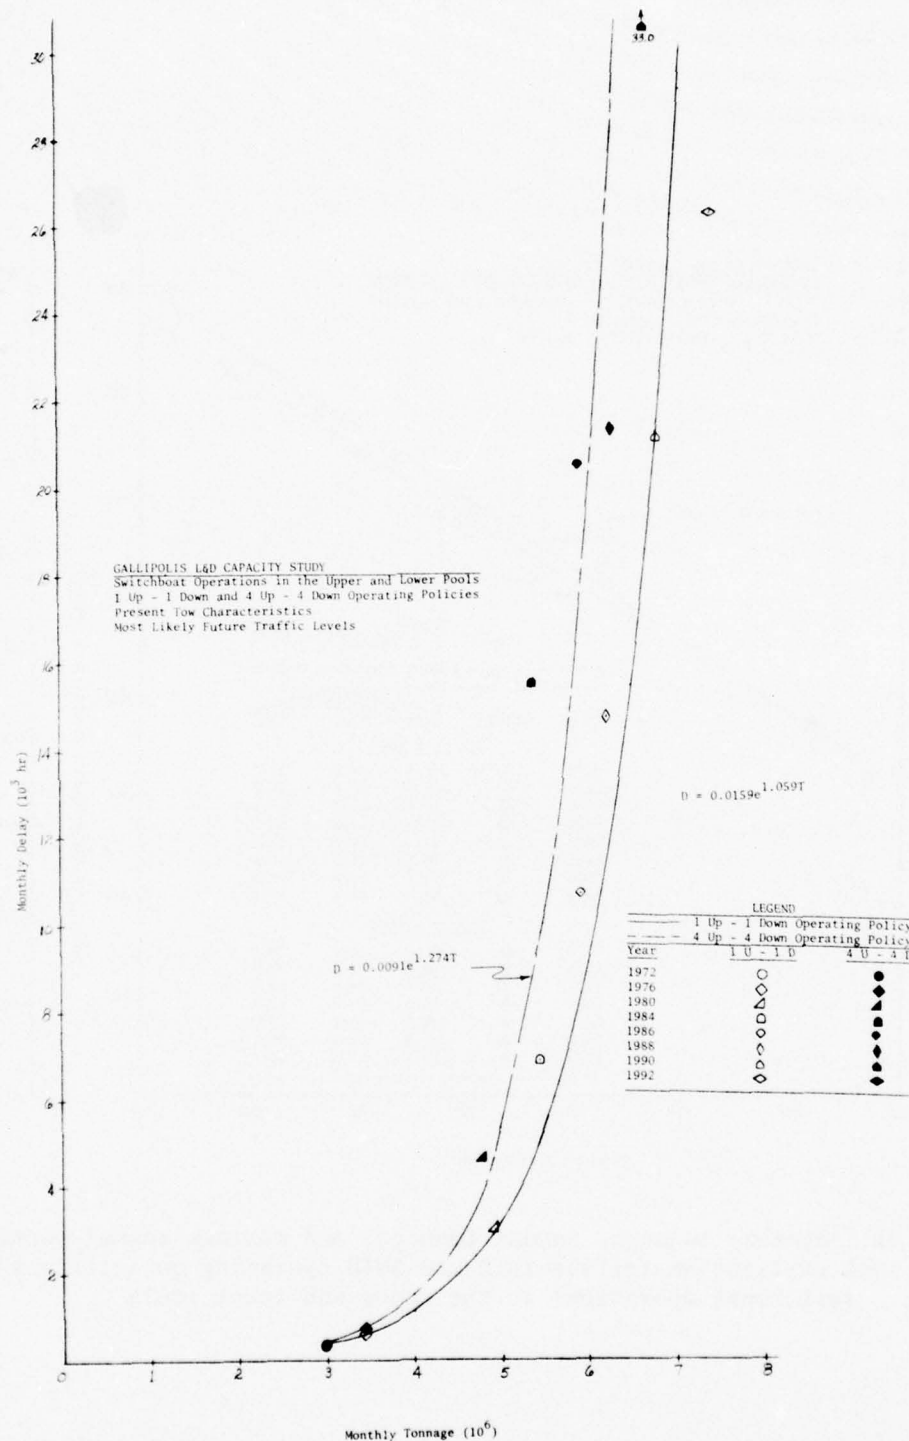 33.0
30
28
26
24
22
20
GALLIPOLIS L&D CAPACITY STUDY
18
Switchboat Operations in the Upper and Lower Pools
1 Up - 1 Down and 4 Up - 4 Down Operating Policies
Present Tow Characteristics
Most Likely Future Traffic Levels
16
14
Monthly Delay (10³ hr)
D = 0.0159e^1.059T
12
10
LEGEND
1 Up - 1 Down Operating Policy
4 Up - 4 Down Operating Policy
Year 1 U - 1 D 4 U - 4 D
D = 0.0091e^1.274T
1972
1976
1980
1984
1986
1988
1990
1992
8
6
4
2
0 1 2 3 4 5 6 7 8
Monthly Tonnage (10⁶)